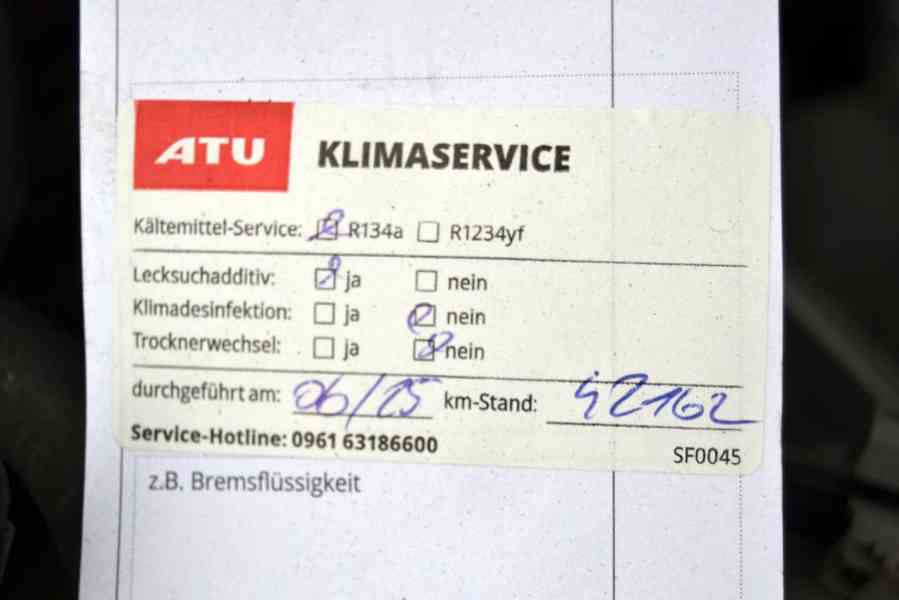 ATU KLIMASERVICE
Kältemittel-Service: ☒ R134a ☐ R1234yf
Lecksuchadditiv: ☒ ja ☐ nein
Klimadesinfektion: ☐ ja ☒ nein
Trocknerwechsel: ☐ ja ☒ nein
durchgeführt am: 06/25 km-Stand: 42162
Service-Hotline: 0961 63186600 SF0045
z.B. Bremsflüssigkeit